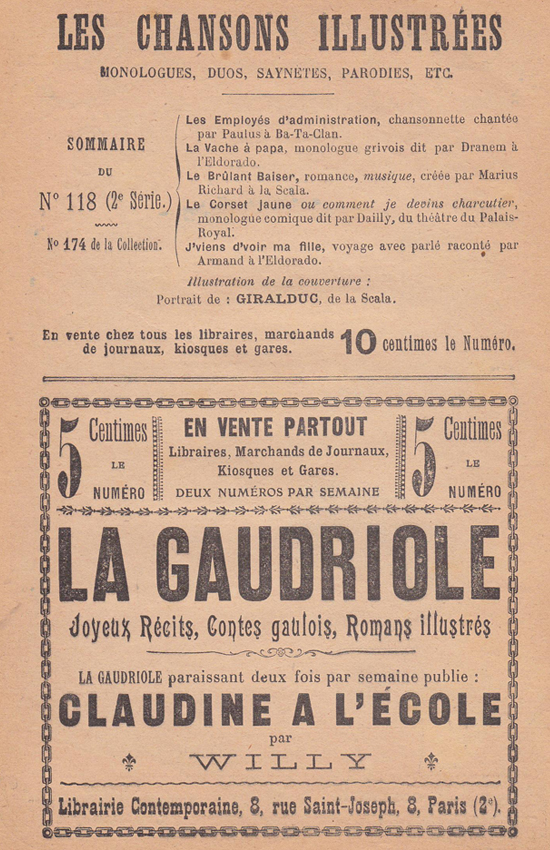 LES CHANSONS ILLUSTRÉES
MONOLOGUES, DUOS, SAYNETES, PARODIES, ETC.
SOMMAIRE
DU
N° 118 (2e Série.)
N° 174 de la Collection.
Les Employés d'administration, chansonnette chantée
par Paulus à Ba-Ta-Clan.
La Vache à papa, monologue grivois dit par Dranem à
l'Eldorado.
Le Brûlant Baiser, romance, musique, créée par Marius
Richard à la Scala.
Le Corset Jaune ou comment je devins charcutier,
monologue comique dit par Dailly, du théâtre du Palais-
Royal.
J'viens d'voir ma fille, voyage avec parlé raconté par
Armand à l'Eldorado.
Illustration de la couverture :
Portrait de : GIRALDUC, de la Scala.
En vente chez tous les libraires, marchands
de journaux, kiosques et gares.
10 centimes le Numéro.
5 Centimes
LE
NUMÉRO
EN VENTE PARTOUT
Libraires, Marchands de Journaux,
Kiosques et Gares.
DEUX NUMÉROS PAR SEMAINE
5 Centimes
LE
NUMÉRO
LA GAUDRIOLE
Joyeux Récits, Contes gaulois, Romans illustrés
LA GAUDRIOLE paraissant deux fois par semaine publie :
CLAUDINE A L'ÉCOLE
par
WILLY
Librairie Contemporaine, 8, rue Saint-Joseph, 8, Paris (2e).